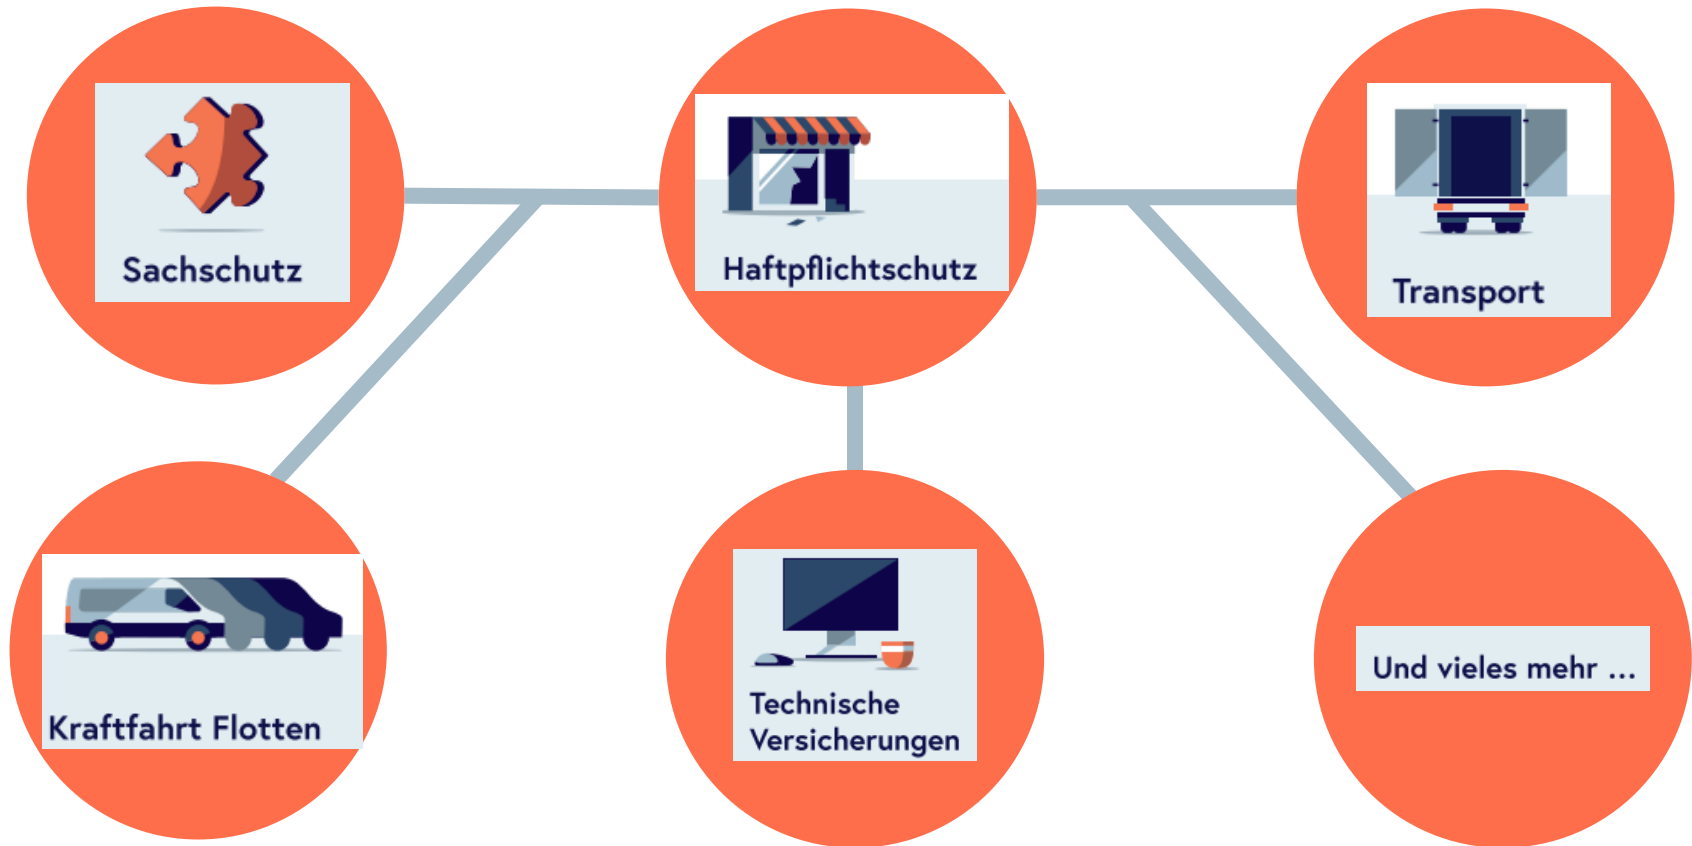 Sachschutz
Haftpflichtschutz
Transport
Kraftfahrt Flotten
Technische
Versicherungen
Und vieles mehr ...